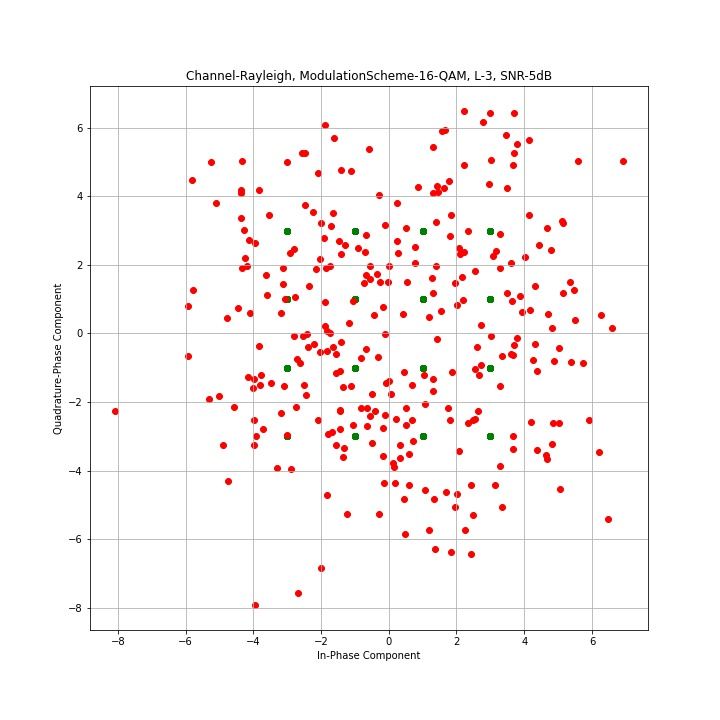 Channel-Rayleigh, ModulationScheme-16-QAM, L-3, SNR-5dB
Quadrature-Phase Component
6
4
2
0
−2
−4
−6
−8
−8 −6 −4 −2 0 2 4 6
In-Phase Component